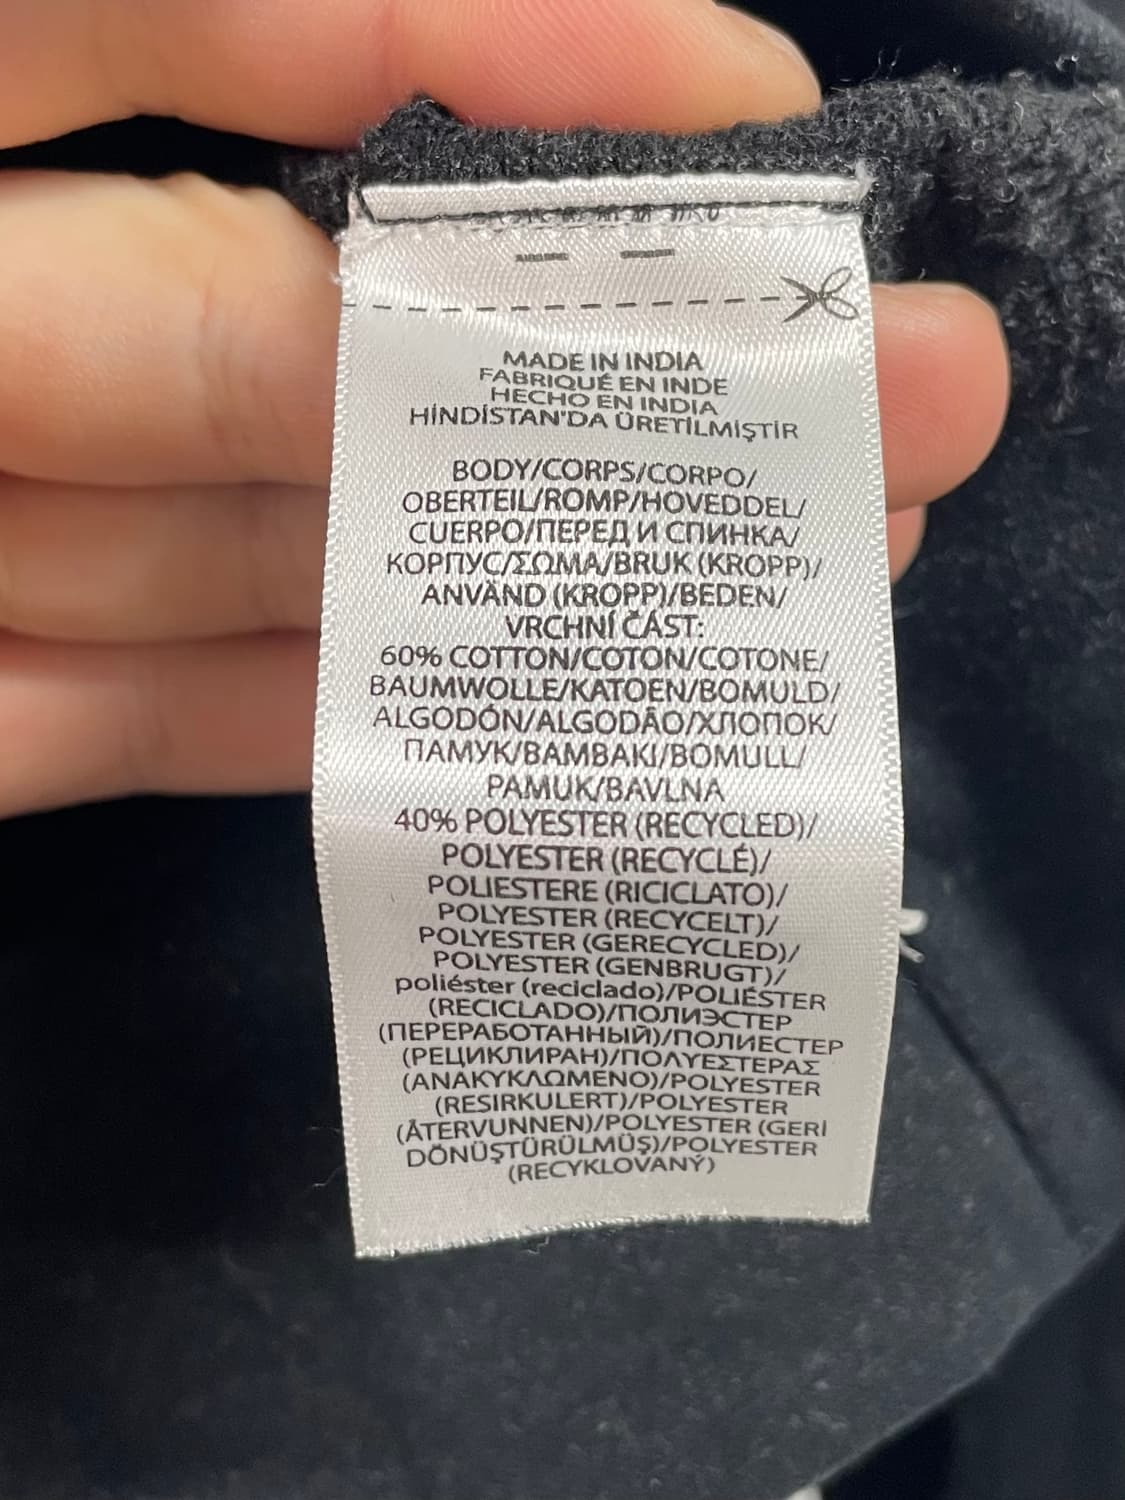 MADE IN INDIA
FABRIQUÉ EN INDE
HECHO EN INDIA
HİNDİSTAN'DA ÜRETİLMİŞTİR
BODY/CORPS/CORPO/
OBERTEIL/ROMP/HOVEDDEL/
CUERPO/ПЕРЕД И СПИНКА/
КОРПУС/ΣΩΜΑ/BRUK (KROPP)/
ANVÄND (KROPP)/BEDEN/
VRCHNÍ ČÁST:
60% COTTON/COTON/COTONE/
BAUMWOLLE/KATOEN/BOMULD/
ALGODÓN/ALGODÃO/ХЛОПОК/
ПАМУК/ΒΑΜΒΑΚΙ/BOMULL/
PAMUK/BAVLNA
40% POLYESTER (RECYCLED)/
POLYESTER (RECYCLÉ)/
POLIESTERE (RICICLATO)/
POLYESTER (RECYCELT)/
POLYESTER (GERECYCLED)/
POLYESTER (GENBRUGT)/
poliéster (reciclado)/POLIÉSTER
(RECICLADO)/ПОЛИЭСТЕР
(ПЕРЕРАБОТАННЫЙ)/ПОЛИЕСТЕР
(РЕЦИКЛИРАН)/ΠΟΛΥΕΣΤΕΡΑΣ
(ΑΝΑΚΥΚΛΩΜΕΝΟ)/POLYESTER
(RESIRKULERT)/POLYESTER
(ÅTERVUNNEN)/POLYESTER (GERİ
DÖNÜŞTÜRÜLMÜŞ)/POLYESTER
(RECYKLOVANÝ)